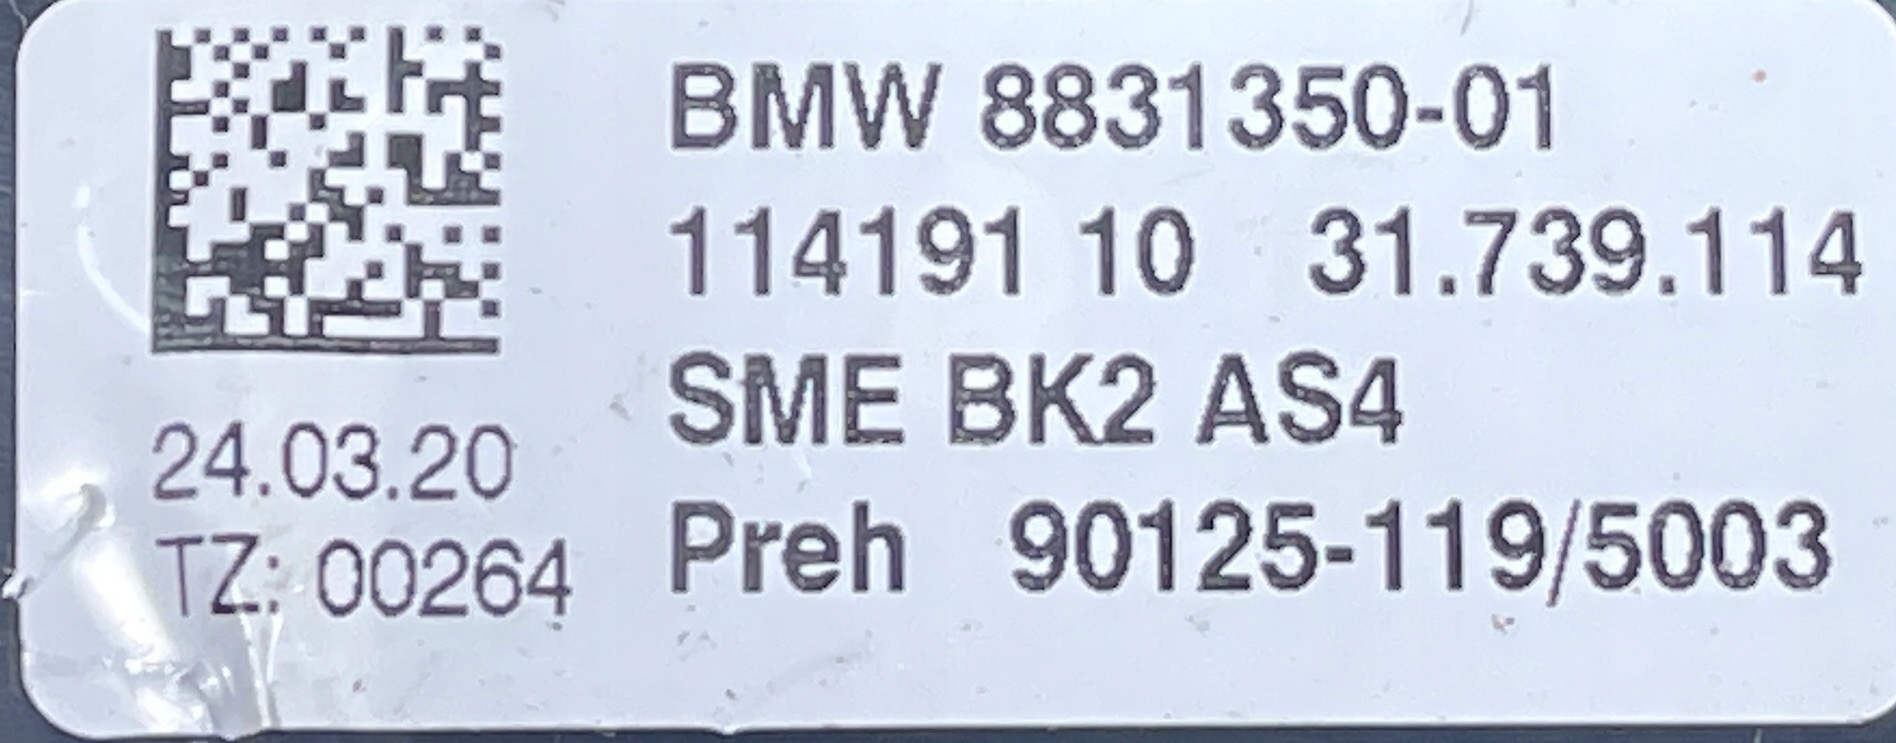 BMW 8831350-01
114191 10 31.739.114
SME BK2 AS4
Preh 90125-119/5003
24.03.20
TZ: 00264